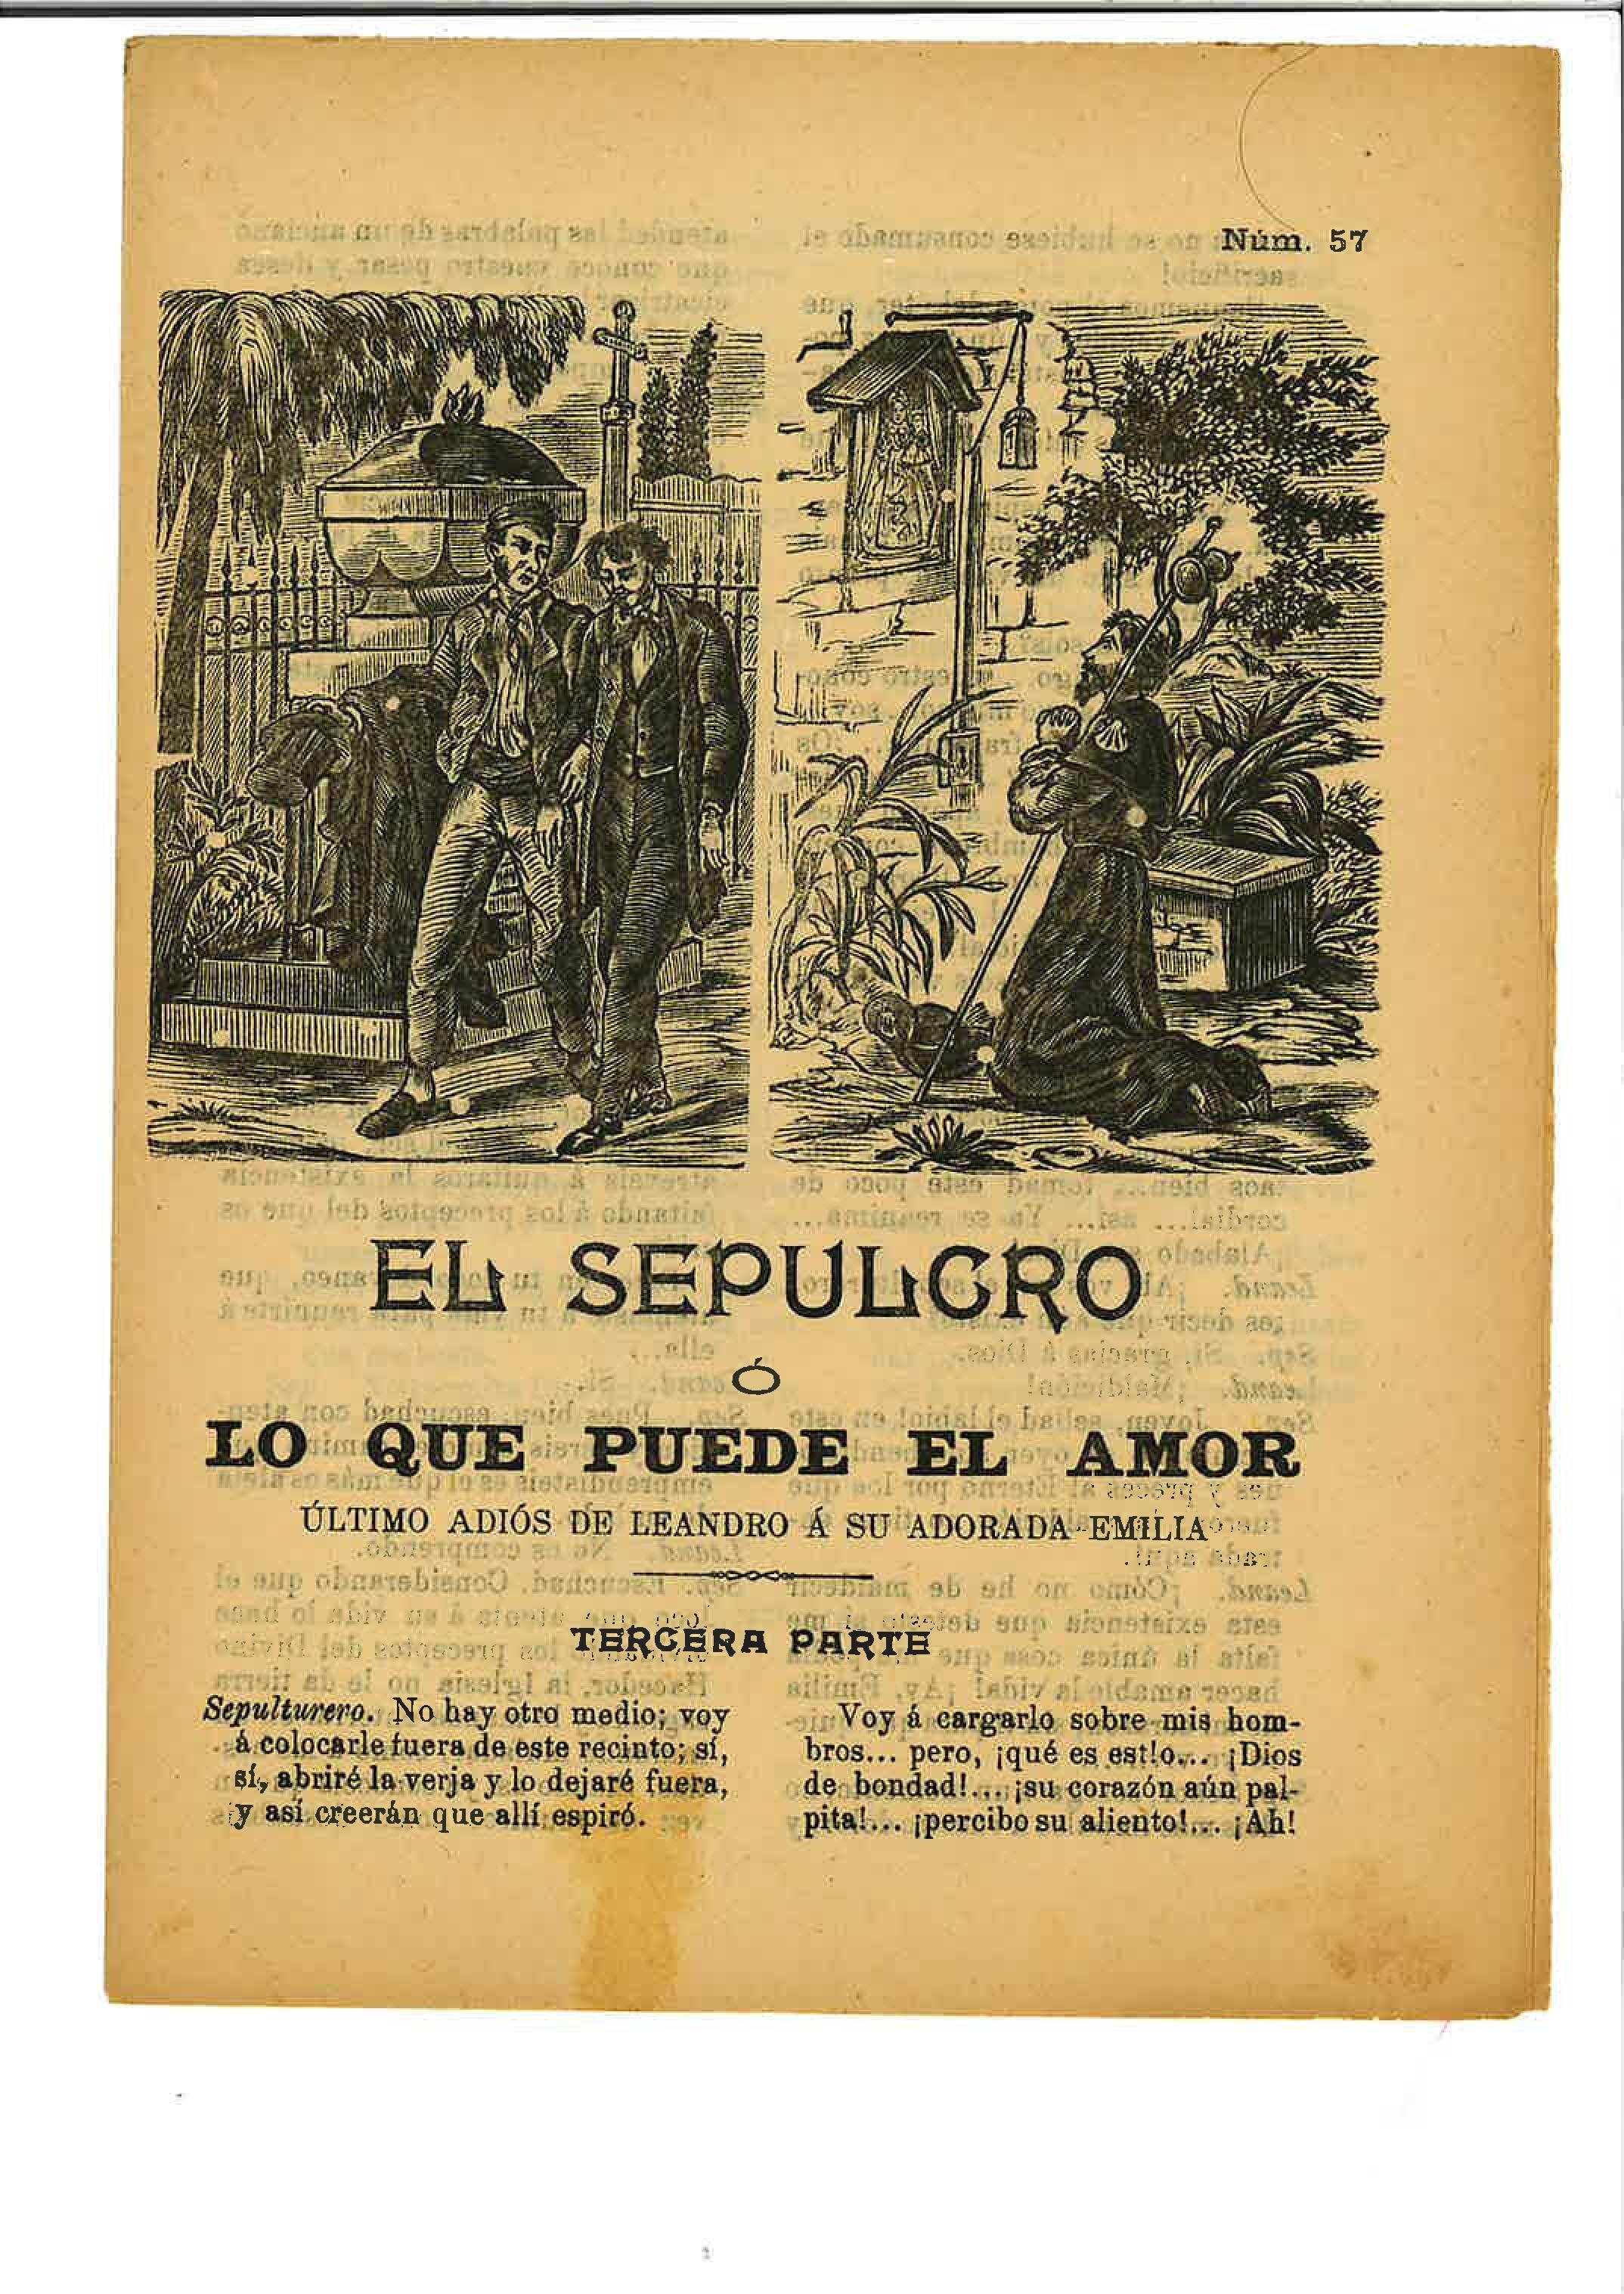 Núm. 57
EL SEPULCRO
Ó
LO QUE PUEDE EL AMOR
ÚLTIMO ADIÓS DE LEANDRO Á SU ADORADA EMILIA
TERCERA PARTE
Sepulturero. No hay otro medio; voy
á colocarle fuera de este recinto; sí,
sí, abriré la verja y lo dejaré fuera,
y así creerán que allí espiró.
Voy á cargarlo sobre mis hom-
bros... pero, ¡qué es est!o... ¡Dios
de bondad!... ¡su corazón aún pal-
pita!... ¡percibo su aliento!... ¡Ah!